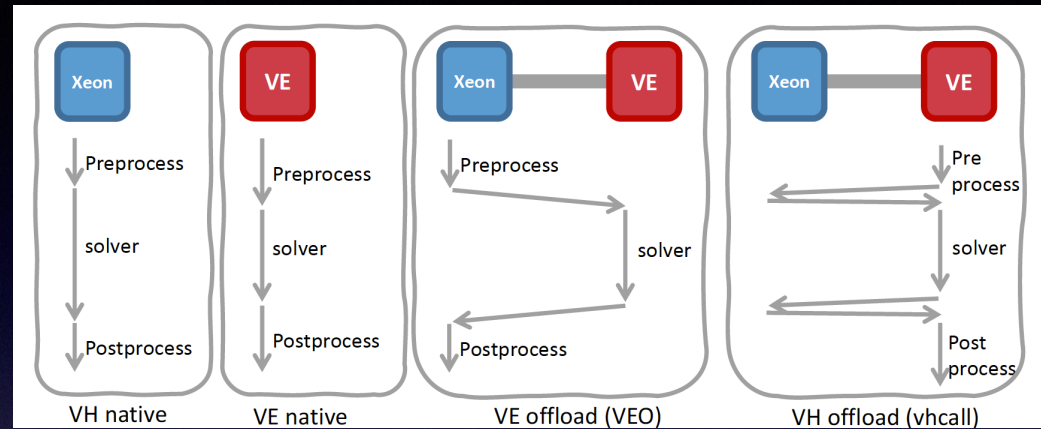 Xeon
Preprocess
solver
Postprocess
VH native
VE
Preprocess
solver
Postprocess
VE native
Xeon
VE
Preprocess
solver
Postprocess
VE offload (VEO)
Xeon
VE
Pre
process
solver
Post
process
VH offload (vhcall)